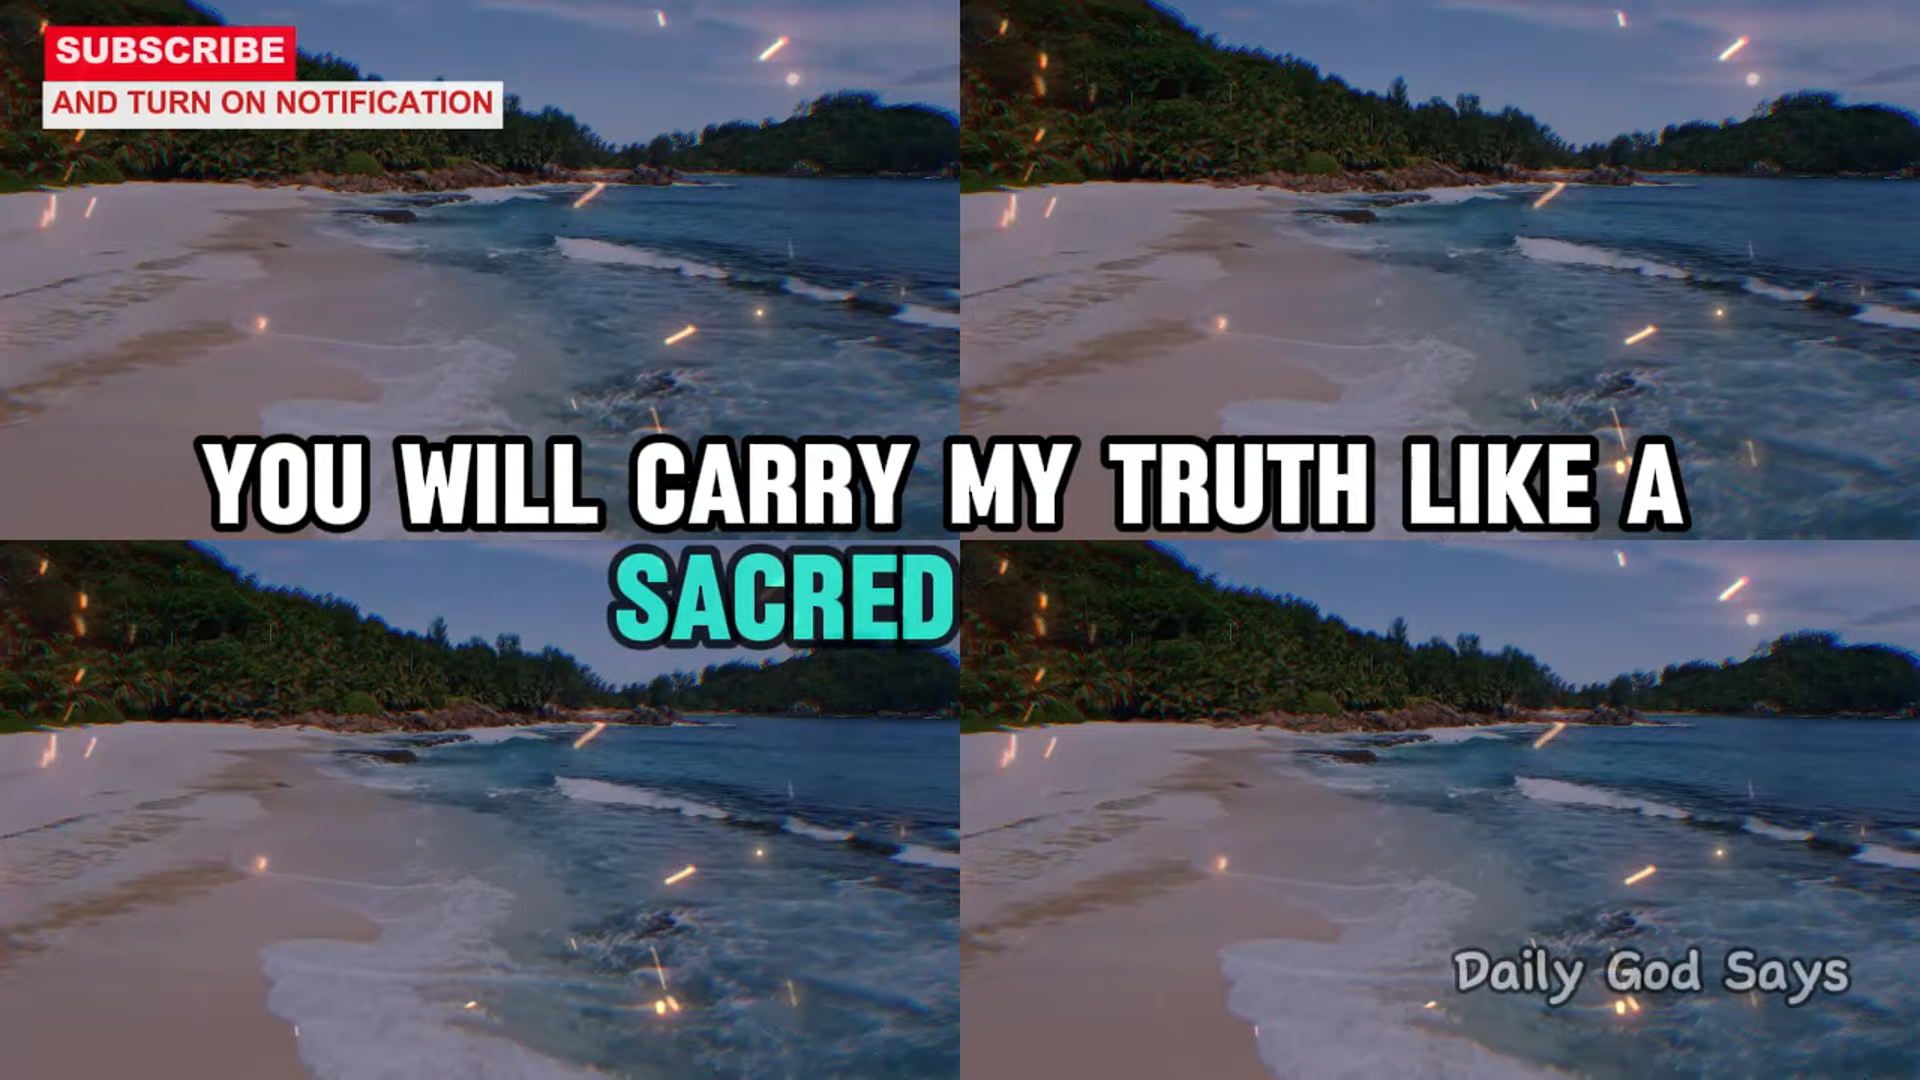 SUBSCRIBE
AND TURN ON NOTIFICATION
YOU WILL CARRY MY TRUTH LIKE A
SACRED
Daily God Says